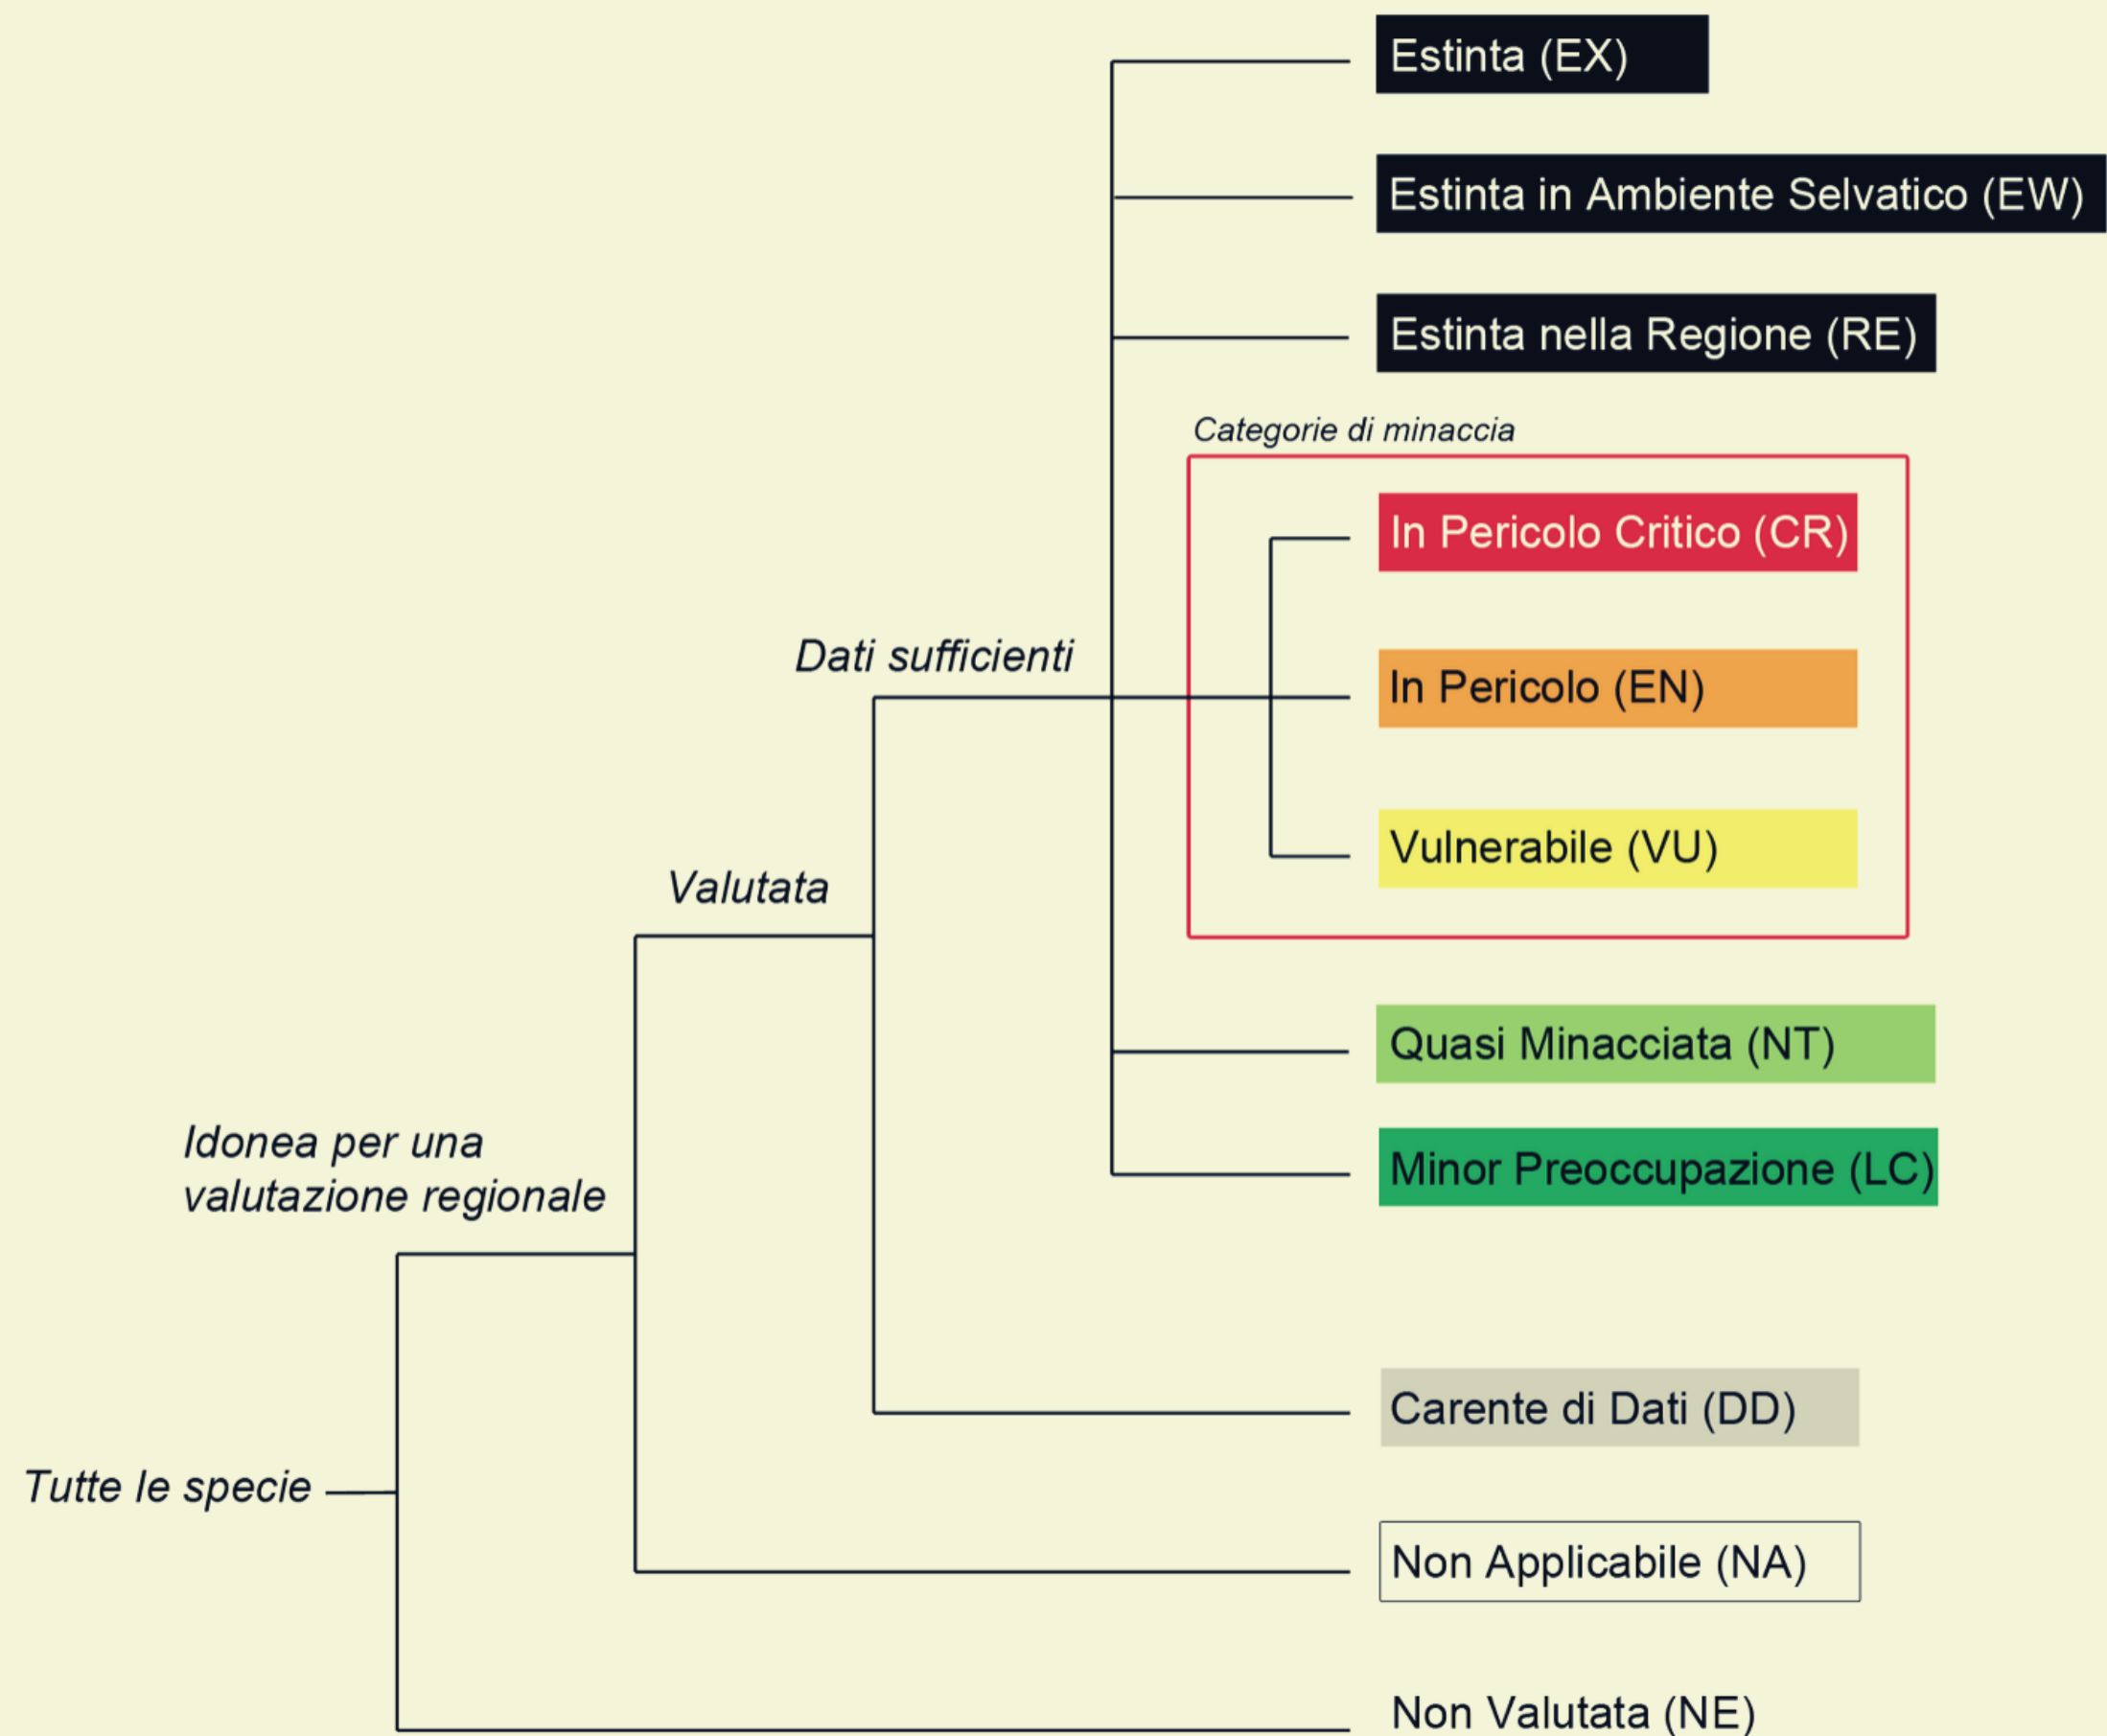 Estinta (EX)
Estinta in Ambiente Selvatico (EW)
Estinta nella Regione (RE)
Categorie di minaccia
In Pericolo Critico (CR)
Dati sufficienti
In Pericolo (EN)
Vulnerabile (VU)
Valutata
Quasi Minacciata (NT)
Idonea per una
valutazione regionale
Minor Preoccupazione (LC)
Carente di Dati (DD)
Tutte le specie
Non Applicabile (NA)
Non Valutata (NE)